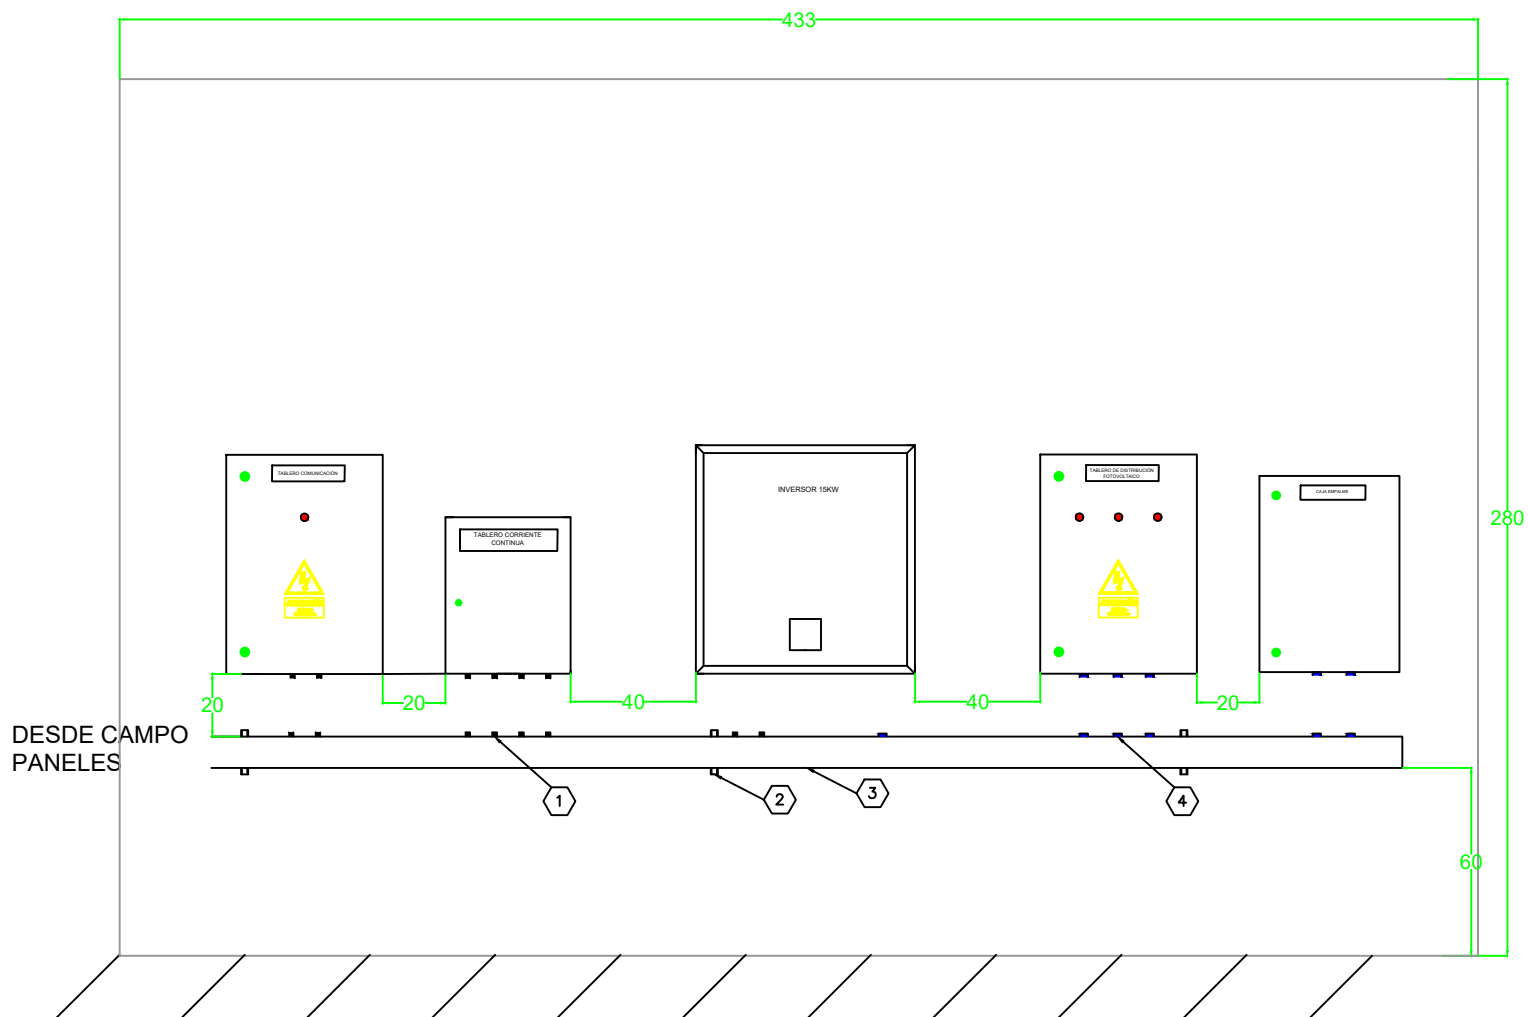 433
TABLERO COMUNICACIÓN
TABLERO CORRIENTE
CONTINUA
INVERSOR 15KW
TABLERO DE DISTRIBUCIÓN
FOTOVOLTAICO
CAJA EMPALME
280
20
20
40
40
20
DESDE CAMPO
PANELES
1
2
3
4
60